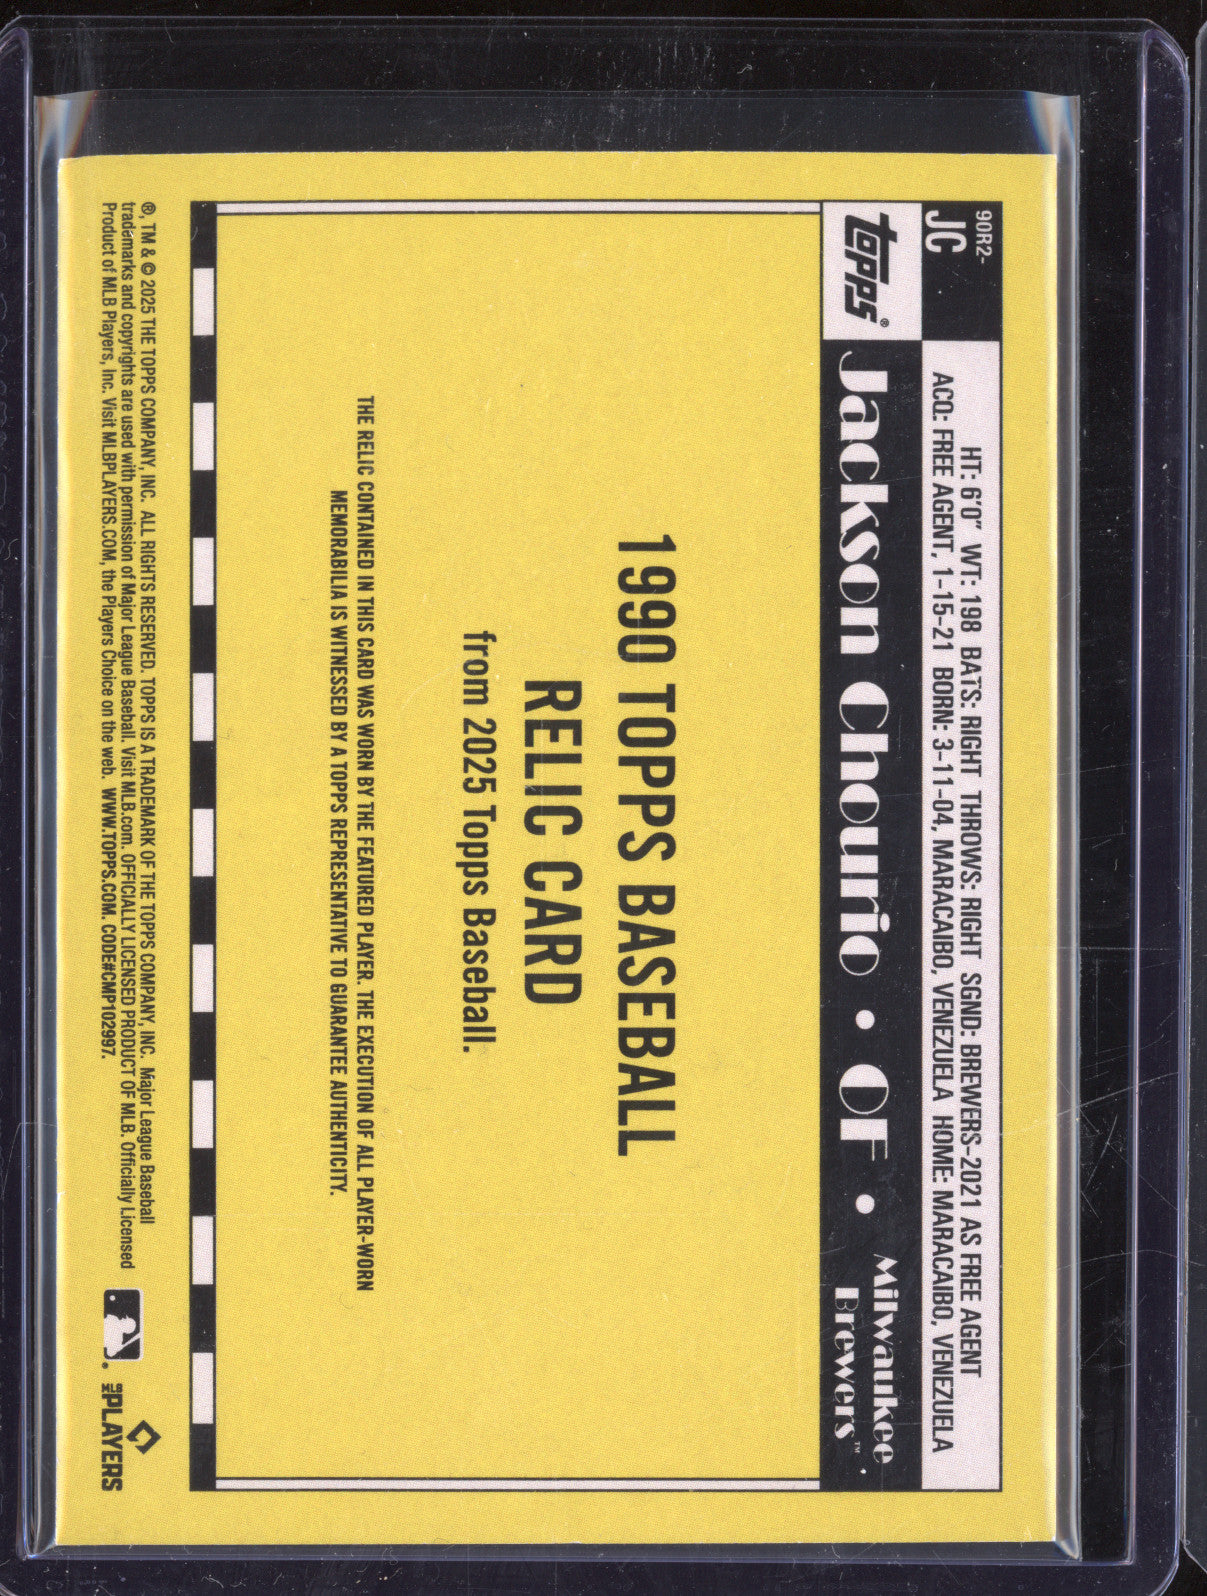 90R2-
JC
HT: 6'0" WT: 198 BATS: RIGHT THROWS: RIGHT SGND: BREWERS-2021 AS FREE AGENT
ACQ: FREE AGENT, 1-15-21 BORN: 3-11-04, MARACAIBO, VENEZUELA HOME: MARACAIBO, VENEZUELA
topps®
Jackson Chourio • OF •
Milwaukee
Brewers™ •
1990 TOPPS BASEBALL
RELIC CARD
from 2025 Topps Baseball.
THE RELIC CONTAINED IN THIS CARD WAS WORN BY THE FEATURED PLAYER. THE EXECUTION OF ALL PLAYER-WORN
MEMORABILIA IS WITNESSED BY A TOPPS REPRESENTATIVE TO GUARANTEE AUTHENTICITY.
®, TM & © 2025 THE TOPPS COMPANY, INC. ALL RIGHTS RESERVED. TOPPS IS A TRADEMARK OF THE TOPPS COMPANY, INC. Major League Baseball
trademarks and copyrights are used with permission of Major League Baseball. Visit MLB.com. OFFICIALLY LICENSED PRODUCT OF MLB. Officially Licensed
Product of MLB Players, Inc. Visit MLBPLAYERS.COM, the Players Choice on the web. WWW.TOPPS.COM. CODE#CMP102997.
MLB PLAYERS